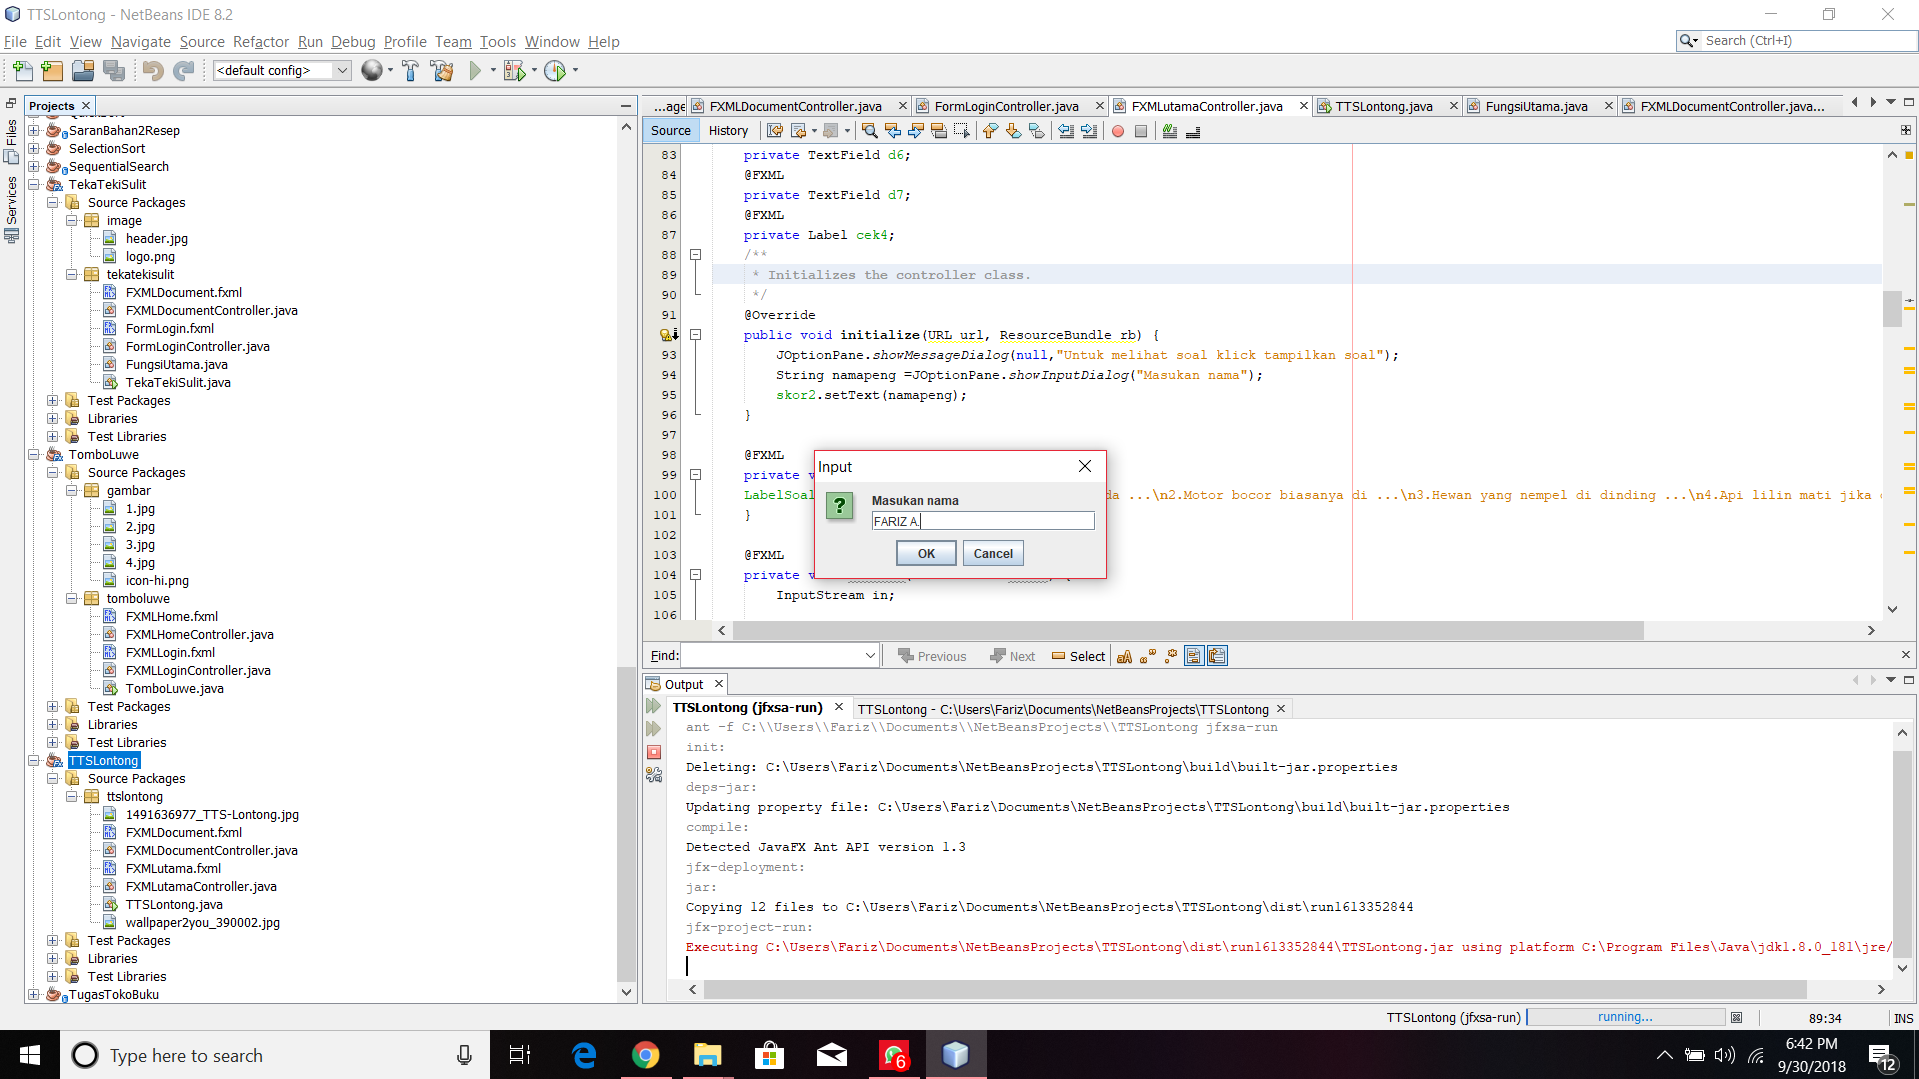 TTSLontong - NetBeans IDE 8.2
File Edit View Navigate Source Refactor Run Debug Profile Team Tools Window Help
Search (Ctrl+I)
<default config>
Files
Services
Projects
SaranBahan2Resep
SelectionSort
SequentialSearch
TekaTekiSulit
Source Packages
image
header.jpg
logo.png
tekatekisulit
FXMLDocument.fxml
FXMLDocumentController.java
FormLogin.fxml
FormLoginController.java
FungsiUtama.java
TekaTekiSulit.java
Test Packages
Libraries
Test Libraries
TomboLuwe
Source Packages
gambar
1.jpg
2.jpg
3.jpg
4.jpg
icon-hi.png
tomboluwe
FXMLHome.fxml
FXMLHomeController.java
FXMLLogin.fxml
FXMLLoginController.java
TomboLuwe.java
Test Packages
Libraries
Test Libraries
TTSLontong
Source Packages
ttslontong
1491636977_TTS-Lontong.jpg
FXMLDocument.fxml
FXMLDocumentController.java
FXMLutama.fxml
FXMLutamaController.java
TTSLontong.java
wallpaper2you_390002.jpg
Test Packages
Libraries
Test Libraries
TugasTokoBuku
...age FXMLDocumentController.java FormLoginController.java FXMLutamaController.java TTSLontong.java FungsiUtama.java FXMLDocumentController.java...
Source History
83 private TextField d6;
84 @FXML
85 private TextField d7;
86 @FXML
87 private Label cek4;
88 /**
89 * Initializes the controller class.
90 */
91 @Override
public void initialize(URL url, ResourceBundle rb) {
93 JOptionPane.showMessageDialog(null,"Untuk melihat soal klick tampilkan soal");
94 String namapeng =JOptionPane.showInputDialog("Masukan nama");
95 skor2.setText(namapeng);
96 }
97
98 @FXML
99 private v
100 LabelSoal da ...\n2.Motor bocor biasanya di ...\n3.Hewan yang nempel di dinding ...\n4.Api lilin mati jika
101 }
102
103 @FXML
104 private v
105 InputStream in;
106
Input
Masukan nama
FARIZ A.
OK Cancel
Find: Previous Next Select
Output
TTSLontong (jfxsa-run) TTSLontong - C:\Users\Fariz\Documents\NetBeansProjects\TTSLontong
ant -f C:\\Users\\Fariz\\Documents\\NetBeansProjects\\TTSLontong jfxsa-run
init:
Deleting: C:\Users\Fariz\Documents\NetBeansProjects\TTSLontong\build\built-jar.properties
deps-jar:
Updating property file: C:\Users\Fariz\Documents\NetBeansProjects\TTSLontong\build\built-jar.properties
compile:
Detected JavaFX Ant API version 1.3
jfx-deployment:
jar:
Copying 12 files to C:\Users\Fariz\Documents\NetBeansProjects\TTSLontong\dist\run1613352844
jfx-project-run:
Executing C:\Users\Fariz\Documents\NetBeansProjects\TTSLontong\dist\run1613352844\TTSLontong.jar using platform C:\Program Files\Java\jdk1.8.0_181\jre/
TTSLontong (jfxsa-run) running... 89:34 INS
Type here to search
6
6:42 PM
9/30/2018
12